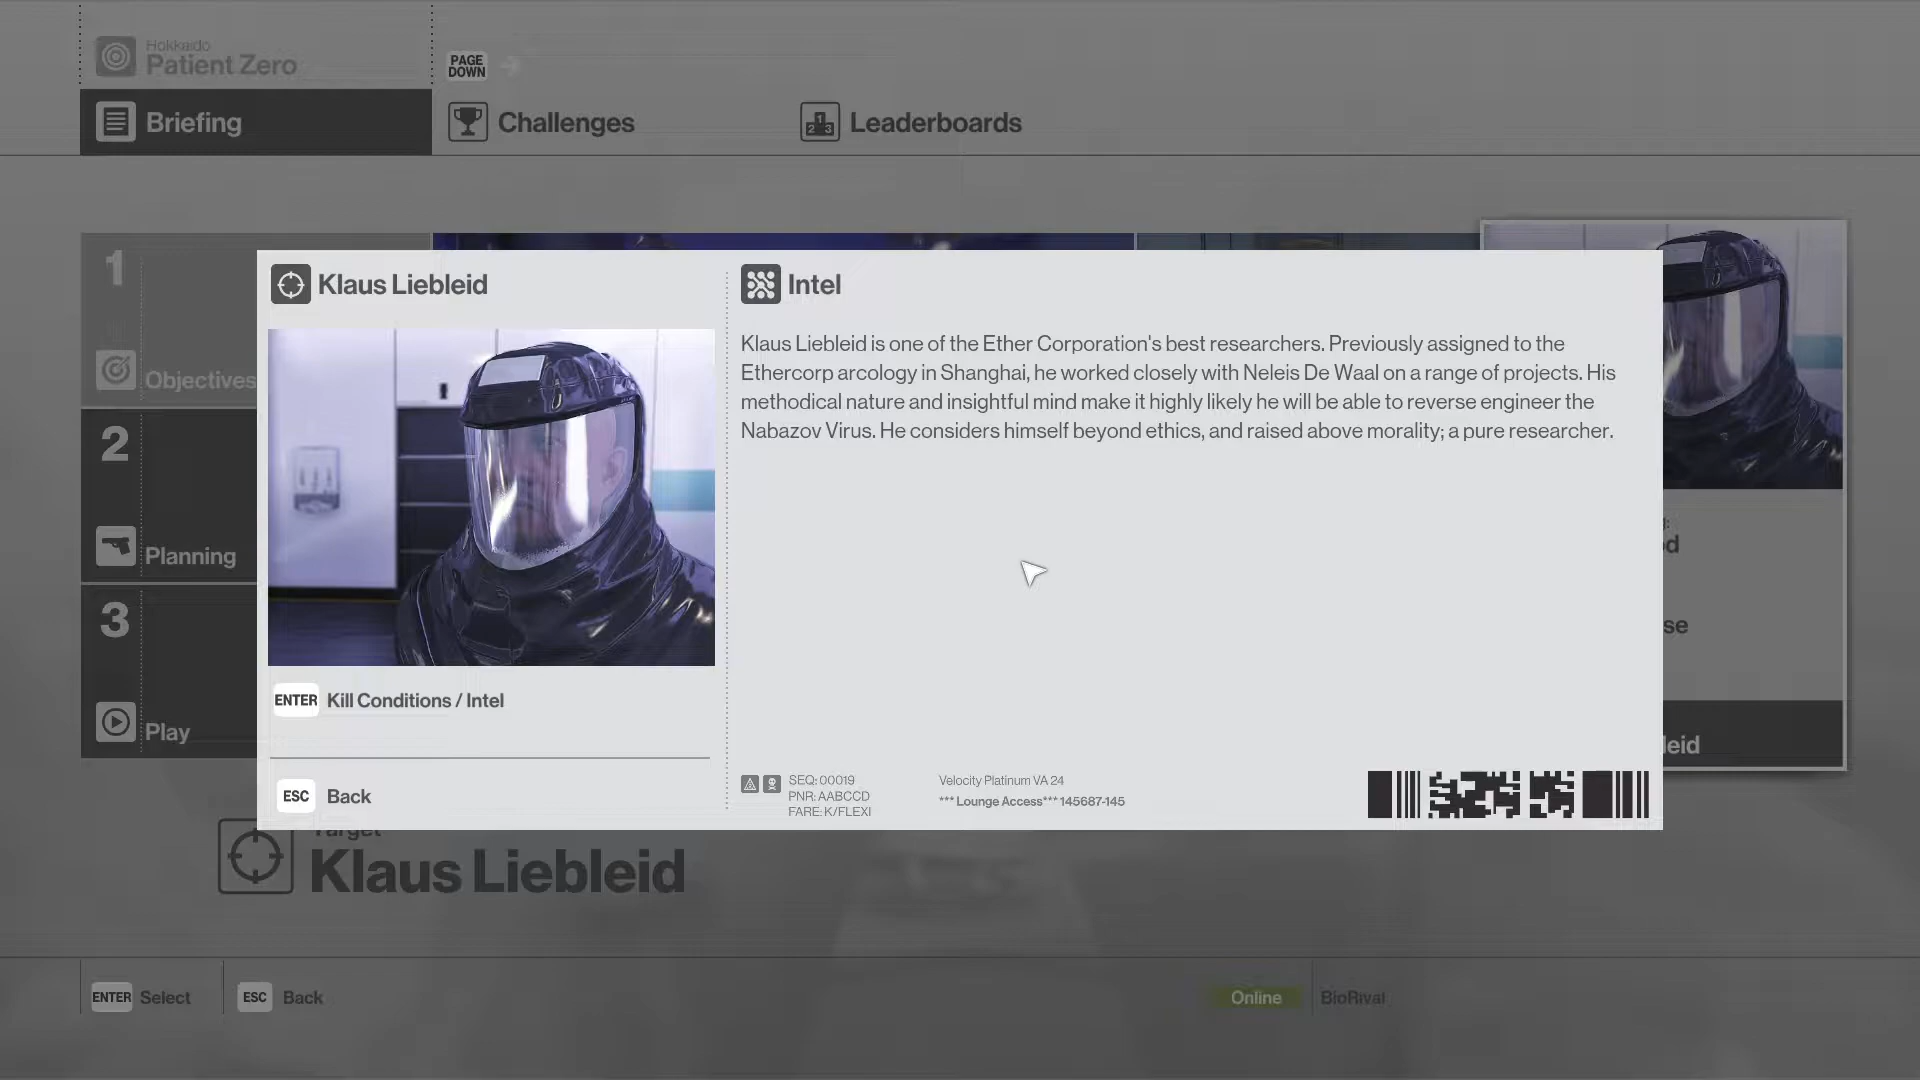 Hokkaido
Patient Zero
PAGE
DOWN
Briefing
Challenges
Leaderboards
1
Objectives
2
Planning
3
Play
Klaus Liebleid
ENTER Kill Conditions / Intel
ESC Back
Intel
Klaus Liebleid is one of the Ether Corporation's best researchers. Previously assigned to the
Ethercorp arcology in Shanghai, he worked closely with Neleis De Waal on a range of projects. His
methodical nature and insightful mind make it highly likely he will be able to reverse engineer the
Nabazov Virus. He considers himself beyond ethics, and raised above morality; a pure researcher.
SEQ: 00019
PNR: AABCCD
FARE: K/FLEXI
Velocity Platinum VA 24
*** Lounge Access*** 145687-145
Target
Klaus Liebleid
ENTER Select
ESC Back
Online
BioRival